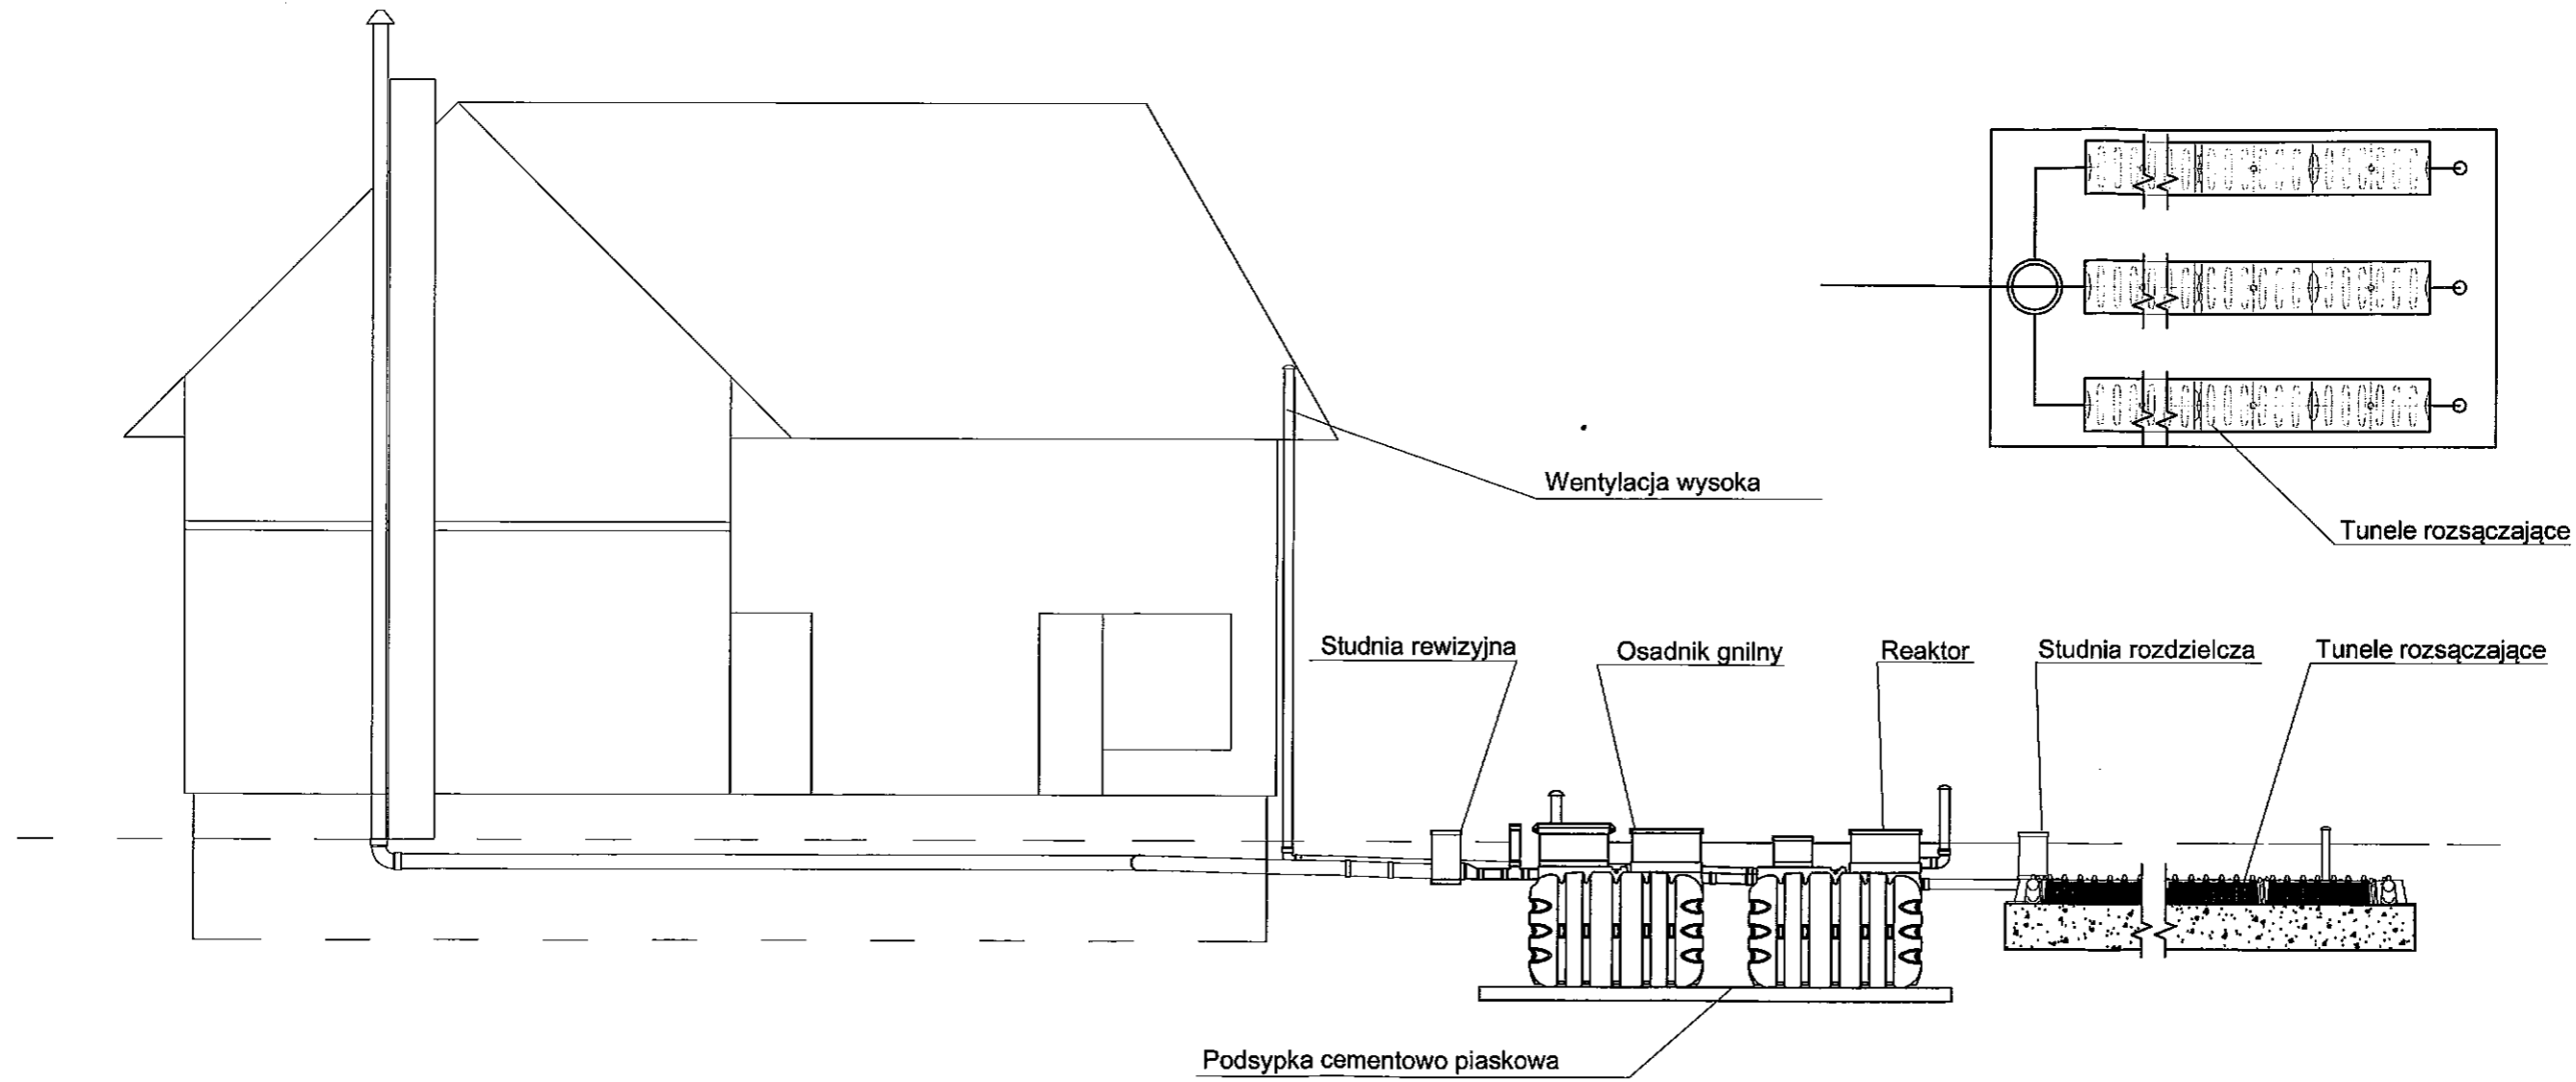 Wentylacja wysoka
Tunele rozsączające
Studnia rewizyjna
Osadnik gnilny
Reaktor
Studnia rozdzielcza
Tunele rozsączające
Podsypka cementowo piaskowa